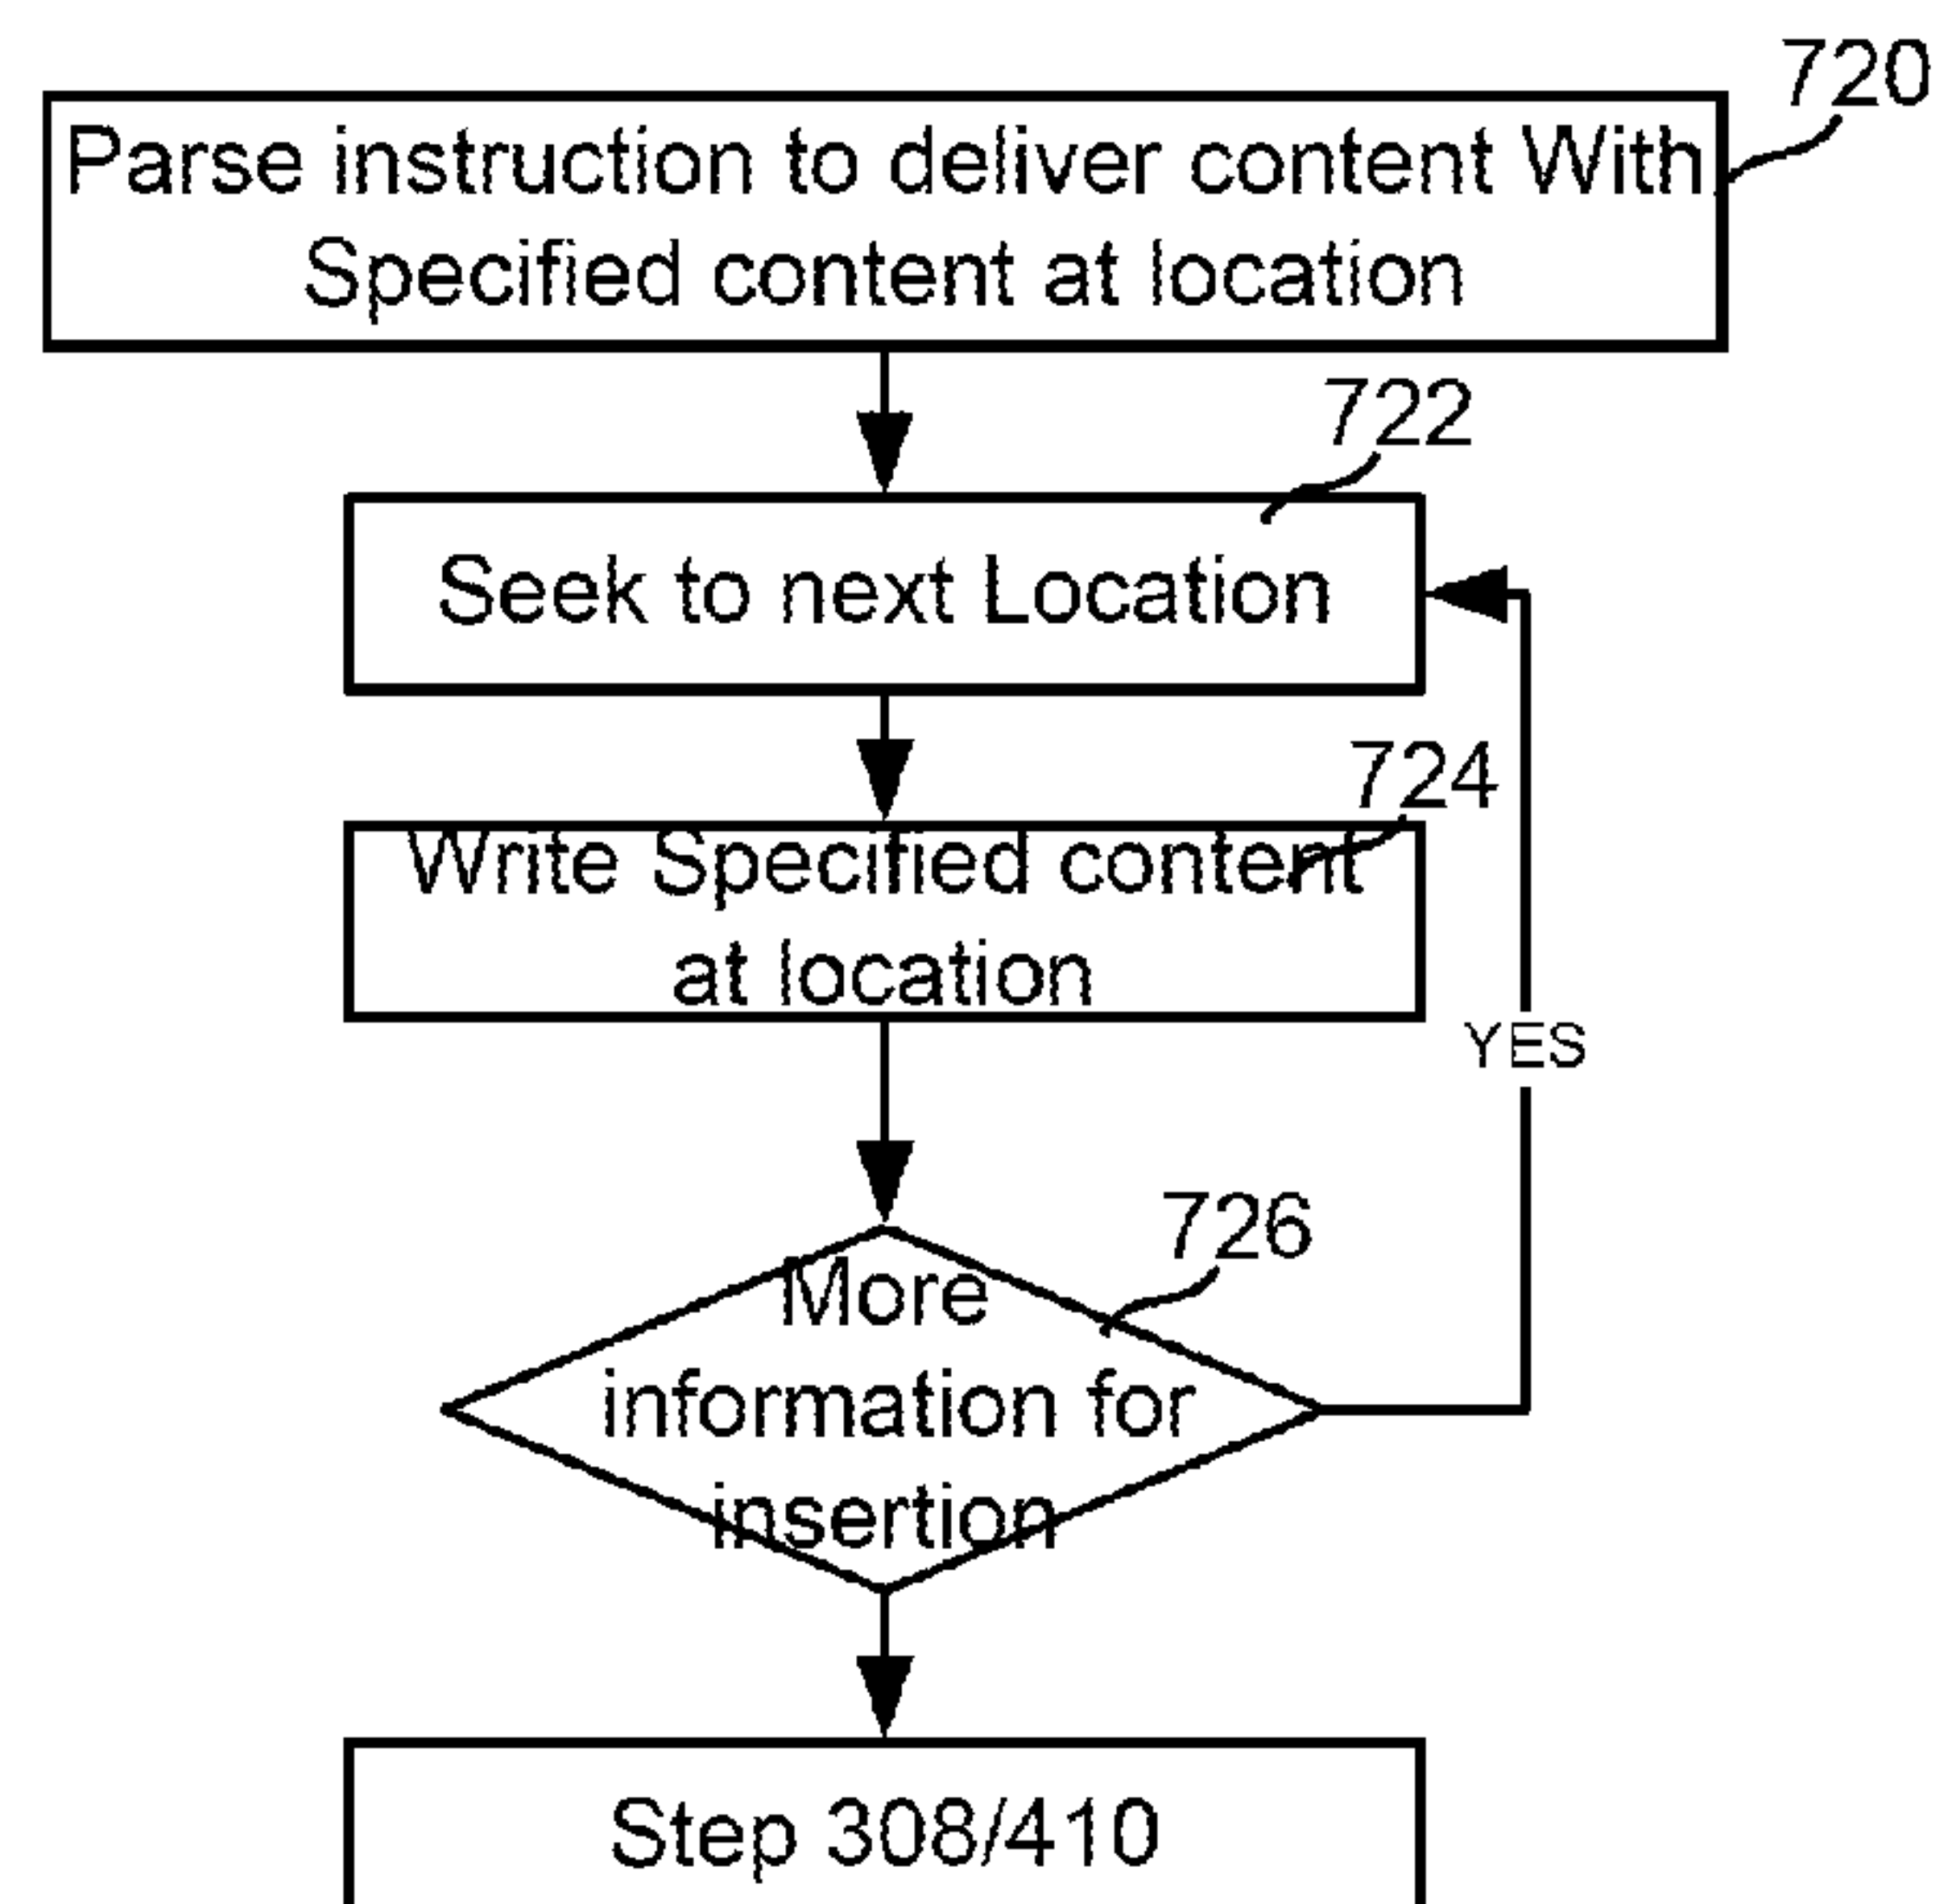 720
Parse instruction to deliver content With
Specified content at location
722
Seek to next Location
724
Write Specified content
at location
YES
726
More
information for
insertion
Step 308/410